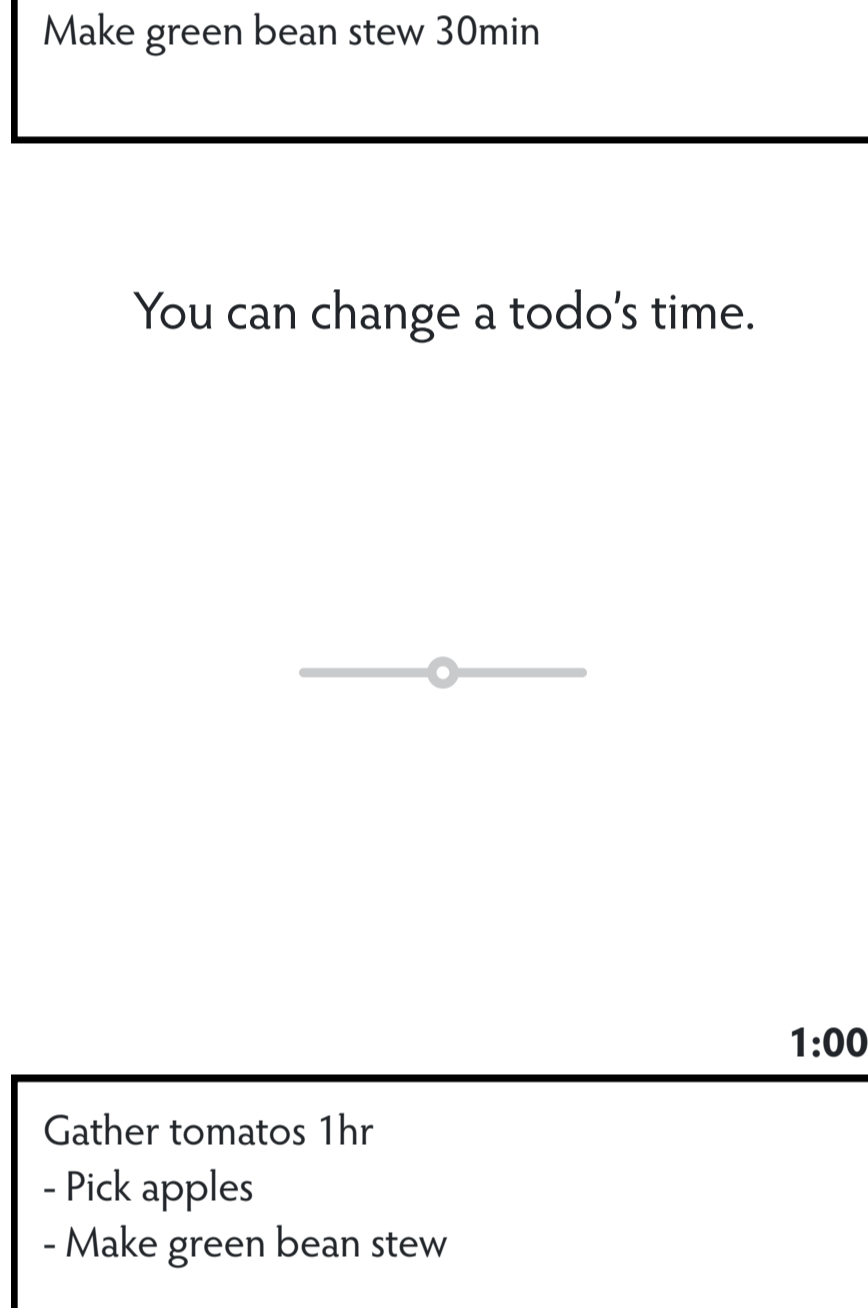 Make green bean stew 30min
You can change a todo's time.
1:00
Gather tomatos 1hr
- Pick apples
- Make green bean stew